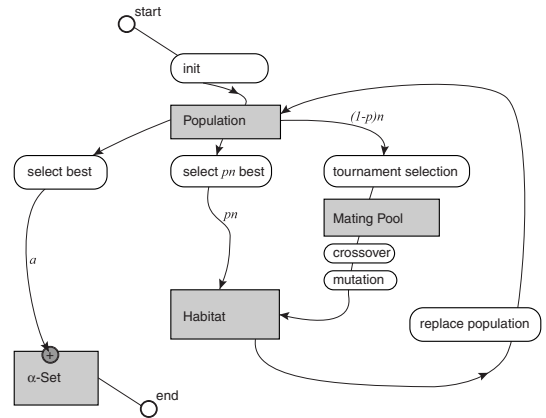 start
init
Population
(1-p)n
select best
select pn best
tournament selection
Mating Pool
pn
crossover
a
mutation
Habitat
replace population
+
α-Set
end